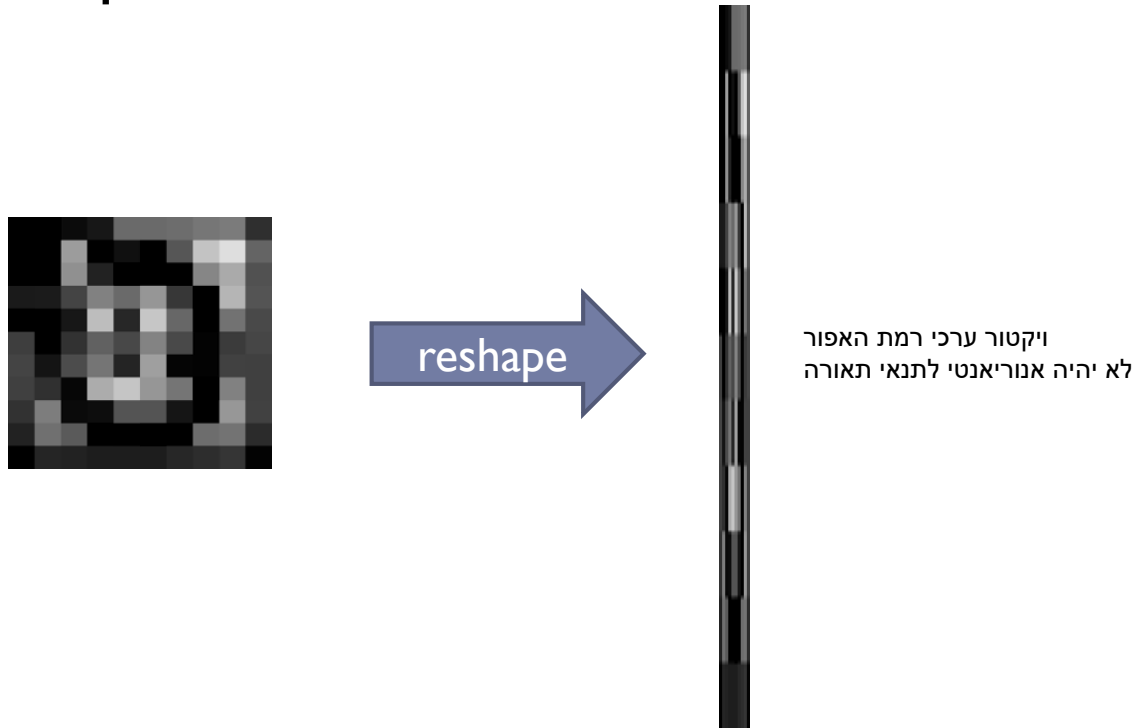 reshape
ויקטור ערכי רמת האפור
לא יהיה אנוריאנטי לתנאי תאורה